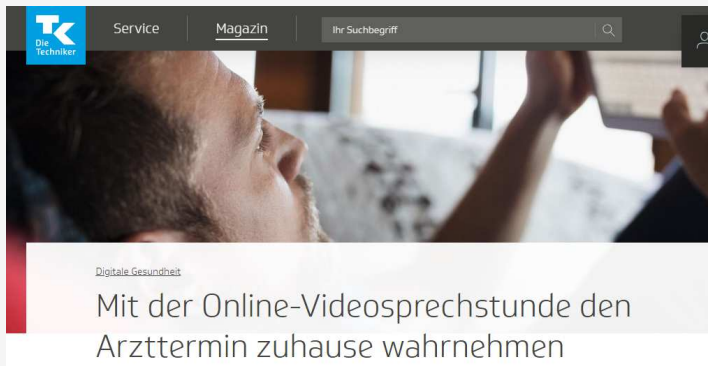 TK
Die
Techniker
Service
Magazin
Ihr Suchbegriff
Digitale Gesundheit
Mit der Online-Videosprechstunde den
Arzttermin zuhause wahrnehmen